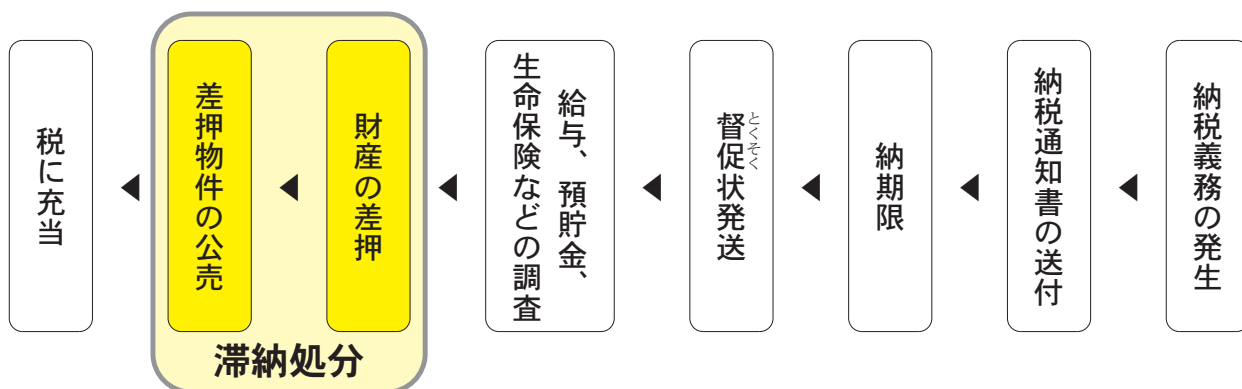 納税義務の発生
納税通知書の送付
納期限
督促状発送
とくそく
給与、預貯金、
生命保険などの調査
財産の差押
差押物件の公売
滞納処分
税に充当